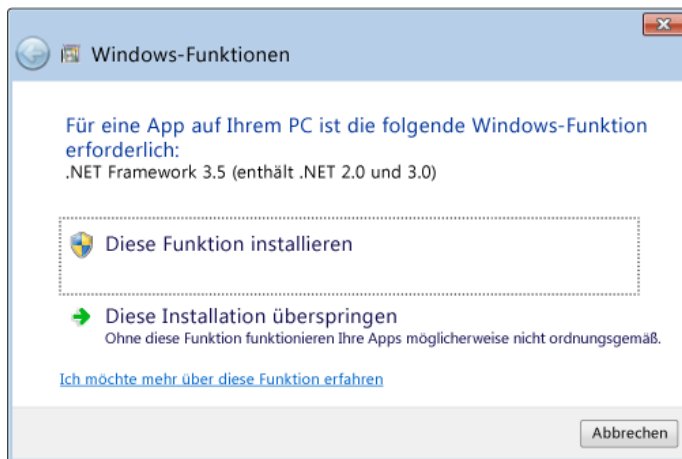 Windows-Funktionen
Für eine App auf Ihrem PC ist die folgende Windows-Funktion
erforderlich:
.NET Framework 3.5 (enthält .NET 2.0 und 3.0)
Diese Funktion installieren
Diese Installation überspringen
Ohne diese Funktion funktionieren Ihre Apps möglicherweise nicht ordnungsgemäß.
Ich möchte mehr über diese Funktion erfahren
Abbrechen